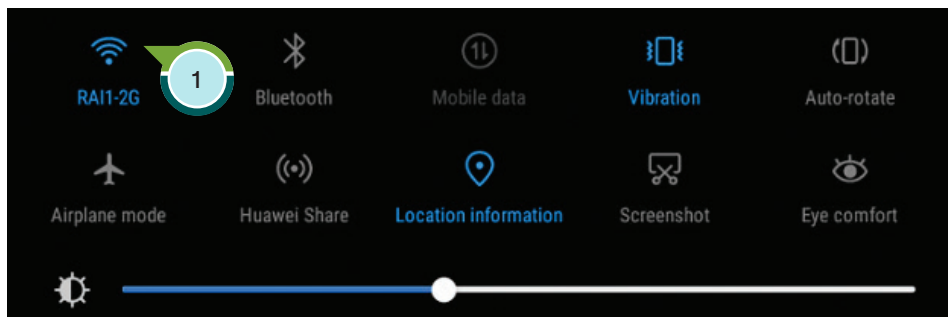 1
RAI1-2G Bluetooth Mobile data Vibration Auto-rotate
Airplane mode Huawei Share Location information Screenshot Eye comfort